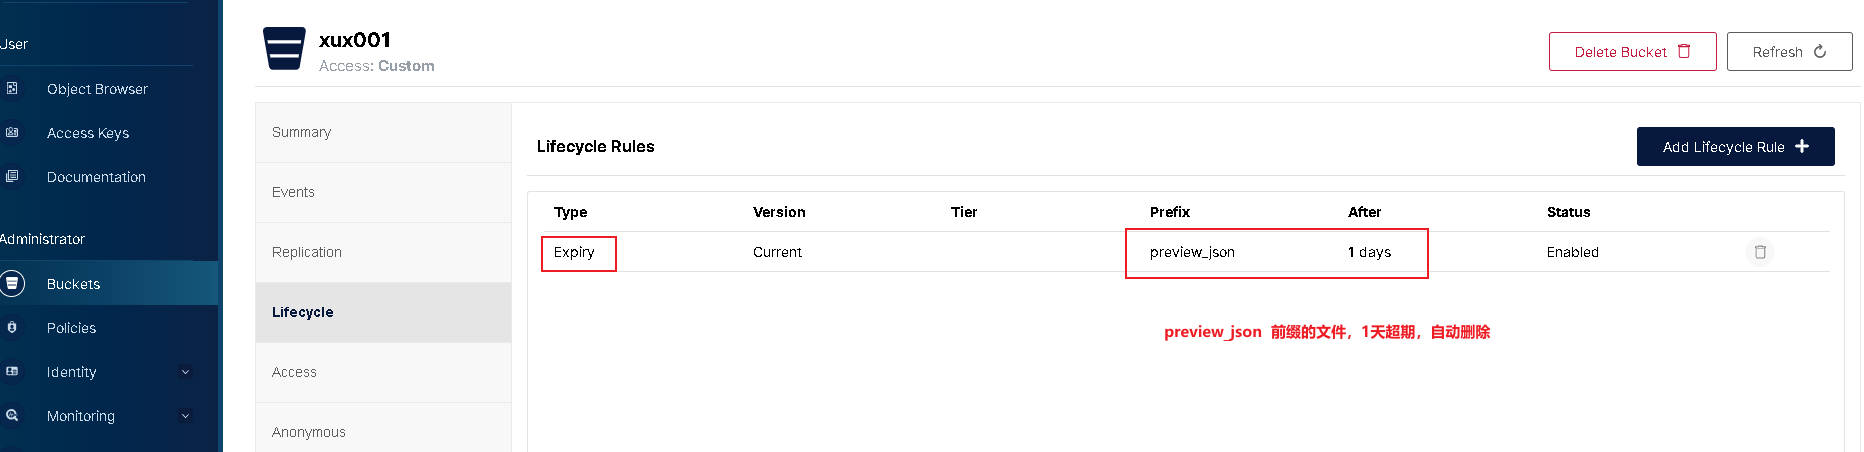 User
Object Browser
Access Keys
Documentation
Administrator
Buckets
Policies
Identity
Monitoring
xux001
Access: Custom
Delete Bucket
Refresh
Summary
Events
Replication
Lifecycle
Access
Anonymous
Lifecycle Rules
Add Lifecycle Rule
Type Version Tier Prefix After Status
Expiry Current preview_json 1 days Enabled
preview_json 前缀的文件，1天超期，自动删除